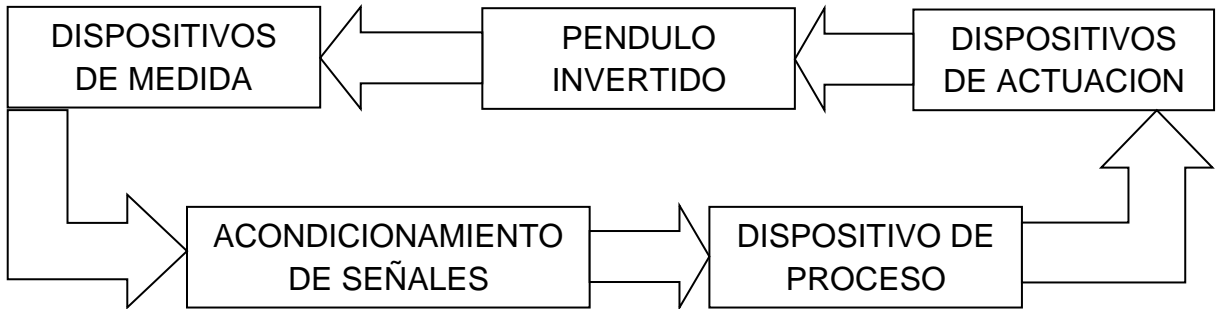 DISPOSITIVOS
DE MEDIDA
PENDULO
INVERTIDO
DISPOSITIVOS
DE ACTUACION
ACONDICIONAMIENTO
DE SEÑALES
DISPOSITIVO DE
PROCESO